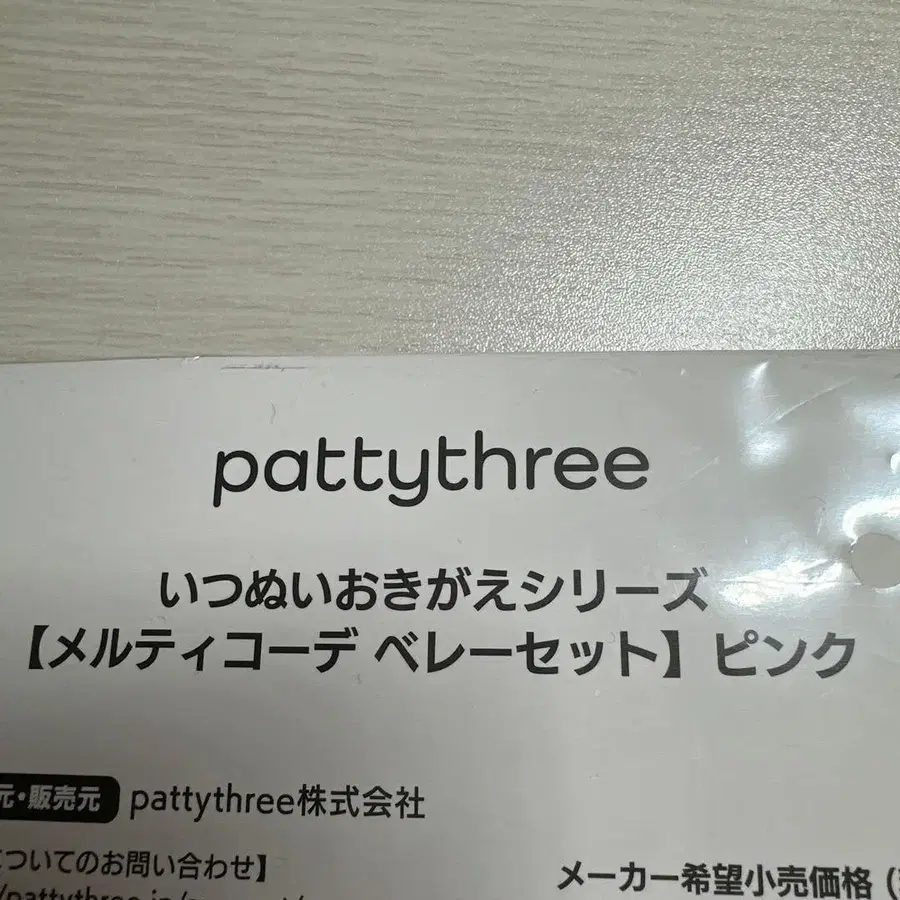 pattythree
いつぬいおきがえシリーズ
【メルティコーデ ベレーセット】ピンク
元・販売元 pattythree株式会社
についてのお問い合わせ】
メーカー希望小売価格(